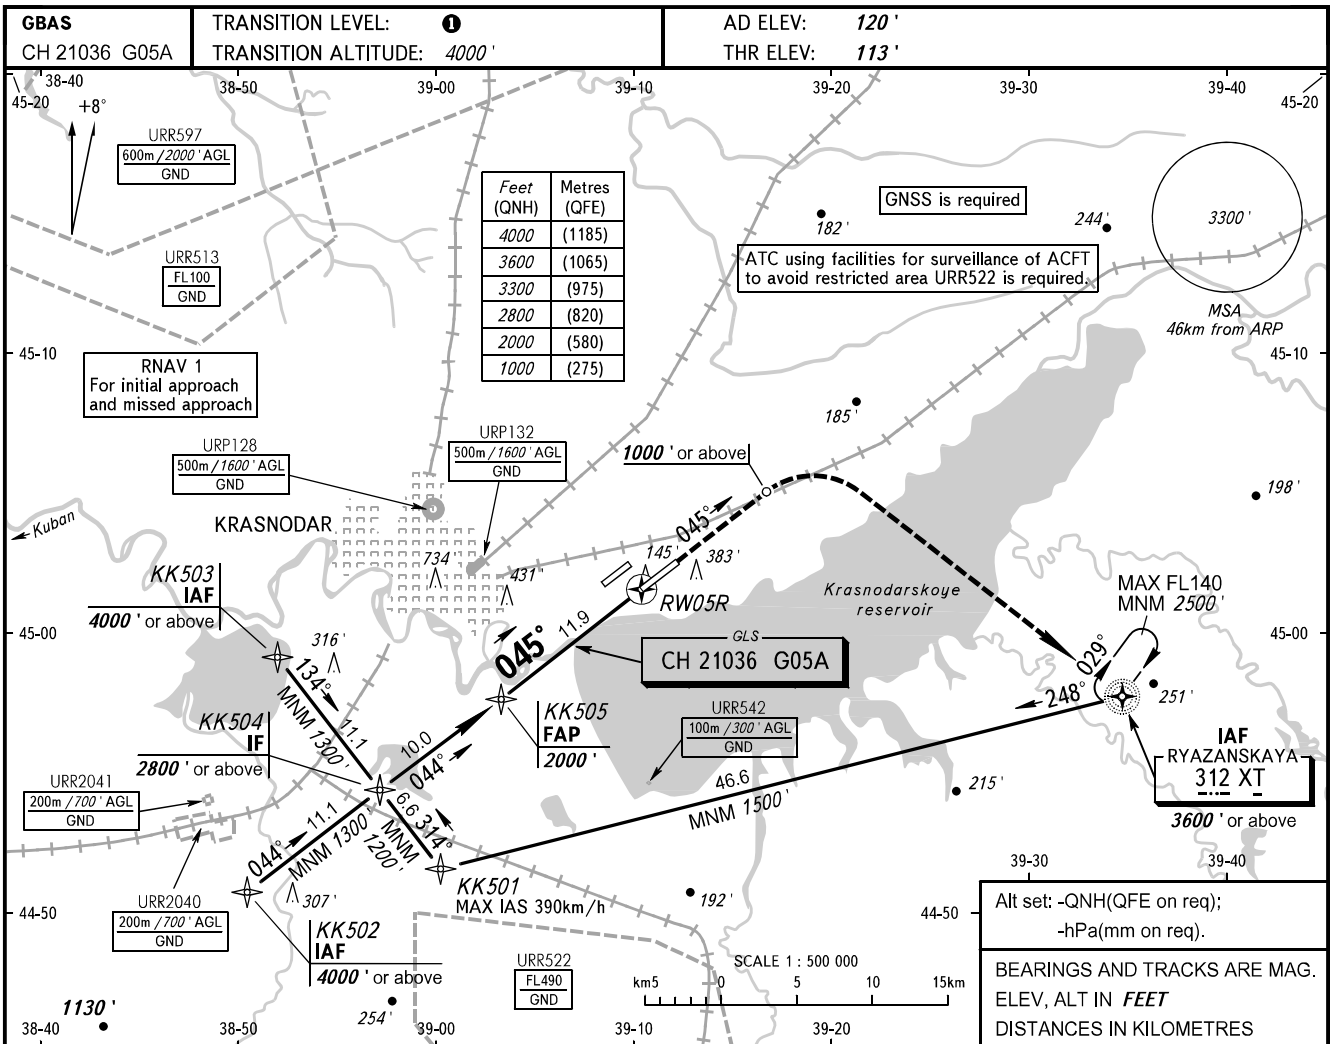 GBAS
CH 21036 G05A
TRANSITION LEVEL: 1
TRANSITION ALTITUDE: 4000'
AD ELEV: 120'
THR ELEV: 113'
38-40
38-50
39-00
39-10
39-20
39-30
39-40
45-20
45-20
+8°
URR597
600m/2000' AGL
GND
URR513
FL100
GND
RNAV 1
For initial approach
and missed approach
Feet (QNH) Metres (QFE)
4000 (1185)
3600 (1065)
3300 (975)
2800 (820)
2000 (580)
1000 (275)
GNSS is required
182'
244'
3300'
ATC using facilities for surveillance of ACFT
to avoid restricted area URR522 is required.
MSA
46km from ARP
45-10
45-10
185'
198'
URP128
500m/1600' AGL
GND
URP132
500m/1600' AGL
GND
1000' or above
KRASNODAR
Kuban
734
431'
145'
383'
045°
RW05R
Krasnodarskoye
reservoir
KK503
IAF
4000' or above
45-00
45-00
316'
134°
11.1
MNM 1300'
045°
11.9
GLS
CH 21036 G05A
MAX FL140
MNM 2500'
029°
248°
251'
KK504
IF
2800' or above
10.0
044°
KK505
FAP
2000'
URR542
100m/300' AGL
GND
IAF
RYAZANSKAYA
312 XT
3600' or above
URR2041
200m/700' AGL
GND
46.6
MNM 1500'
215'
6.6 314°
MNM
1200'
044°
11.1
MNM 1300
307'
KK501
MAX IAS 390km/h
39-30
39-40
URR2040
200m/700' AGL
GND
44-50
44-50
192'
KK502
IAF
4000' or above
URR522
FL490
GND
SCALE 1 : 500 000
km5 0 5 10 15km
254'
1130'
38-40
38-50
39-00
39-10
39-20
Alt set: -QNH(QFE on req);
-hPa(mm on req).
BEARINGS AND TRACKS ARE MAG.
ELEV, ALT IN FEET
DISTANCES IN KILOMETRES